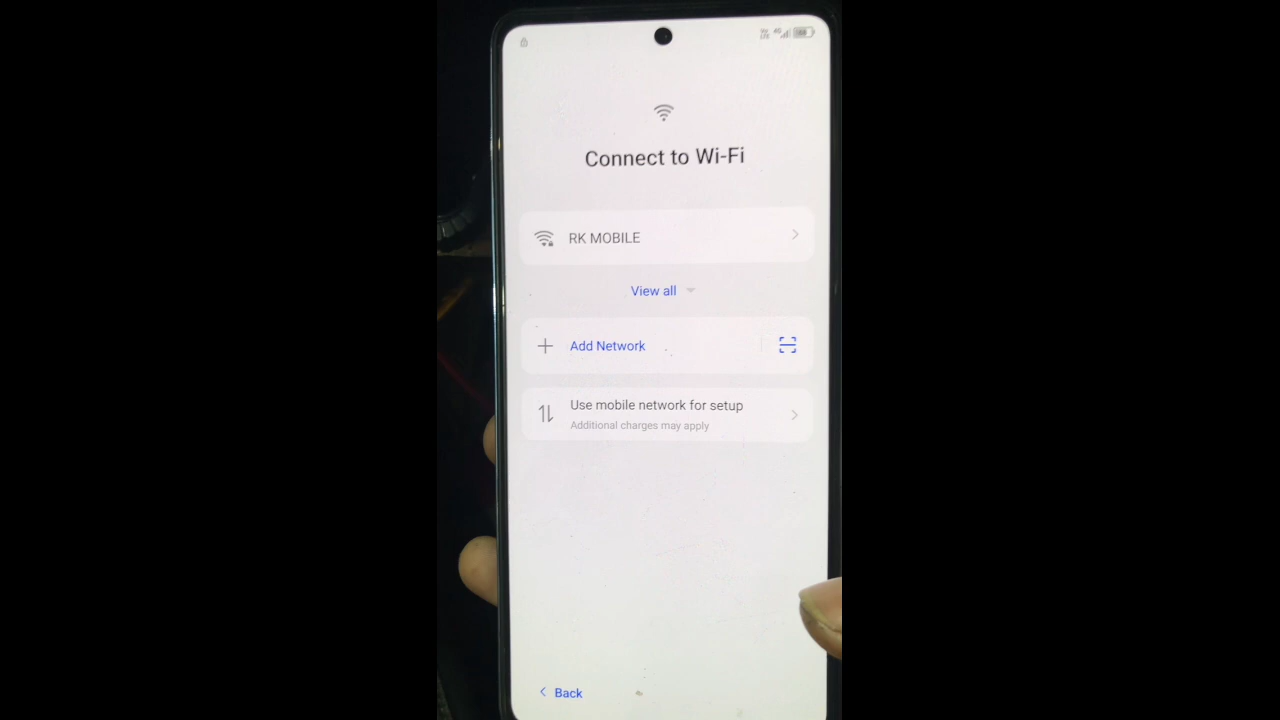 4G
Connect to Wi-Fi
RK MOBILE
View all
Add Network
Use mobile network for setup
Additional charges may apply
Back